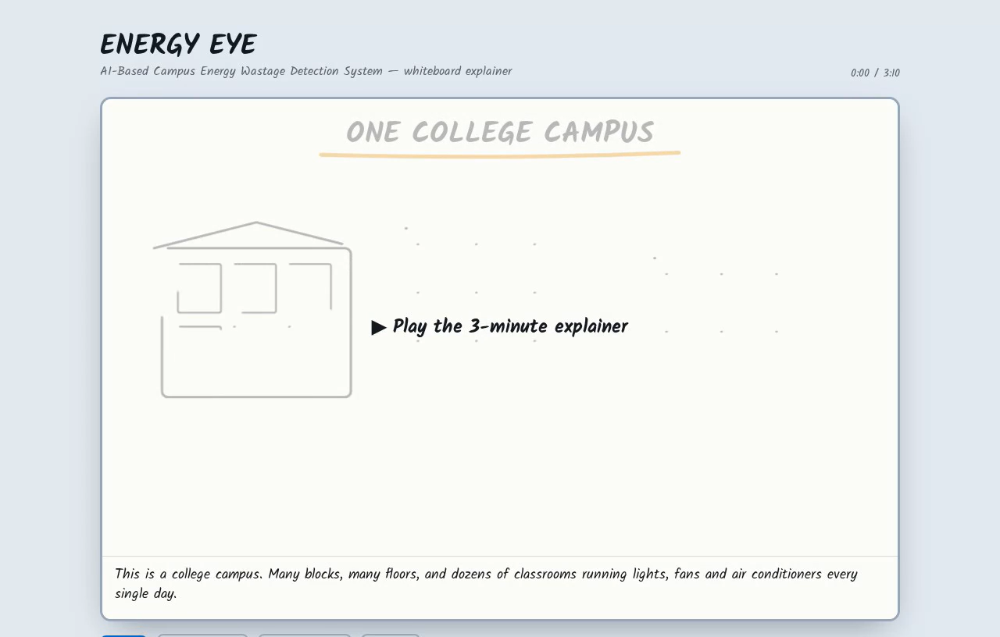 ENERGY EYE
AI-Based Campus Energy Wastage Detection System — whiteboard explainer
0:00 / 3:10
ONE COLLEGE CAMPUS
▶ Play the 3-minute explainer
This is a college campus. Many blocks, many floors, and dozens of classrooms running lights, fans and air conditioners every
single day.